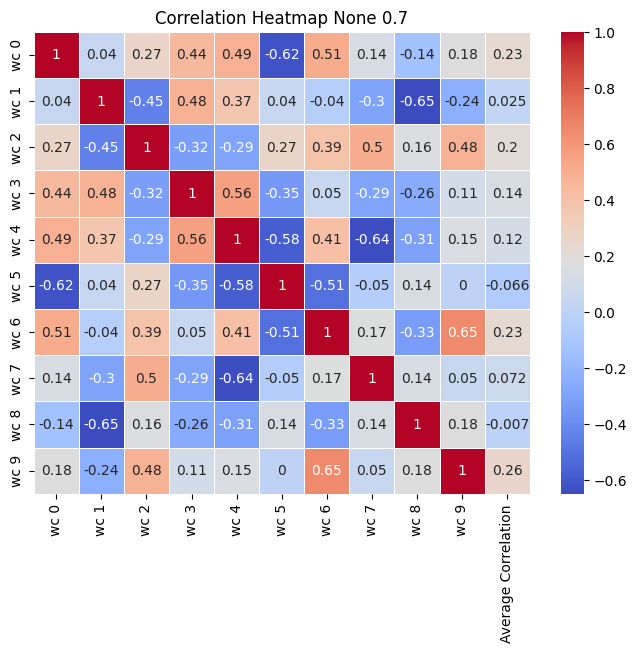 Correlation Heatmap None 0.7
wc 0 1 0.04 0.27 0.44 0.49 -0.62 0.51 0.14 -0.14 0.18 0.23
wc 1 0.04 1 -0.45 0.48 0.37 0.04 -0.04 -0.3 -0.65 -0.24 0.025
wc 2 0.27 -0.45 1 -0.32 -0.29 0.27 0.39 0.5 0.16 0.48 0.2
wc 3 0.44 0.48 -0.32 1 0.56 -0.35 0.05 -0.29 -0.26 0.11 0.14
wc 4 0.49 0.37 -0.29 0.56 1 -0.58 0.41 -0.64 -0.31 0.15 0.12
wc 5 -0.62 0.04 0.27 -0.35 -0.58 1 -0.51 -0.05 0.14 0 -0.066
wc 6 0.51 -0.04 0.39 0.05 0.41 -0.51 1 0.17 -0.33 0.65 0.23
wc 7 0.14 -0.3 0.5 -0.29 -0.64 -0.05 0.17 1 0.14 0.05 0.072
wc 8 -0.14 -0.65 0.16 -0.26 -0.31 0.14 -0.33 0.14 1 0.18 -0.007
wc 9 0.18 -0.24 0.48 0.11 0.15 0 0.65 0.05 0.18 1 0.26
wc 0 wc 1 wc 2 wc 3 wc 4 wc 5 wc 6 wc 7 wc 8 wc 9 Average Correlation
1.0
0.8
0.6
0.4
0.2
0.0
−0.2
−0.4
−0.6